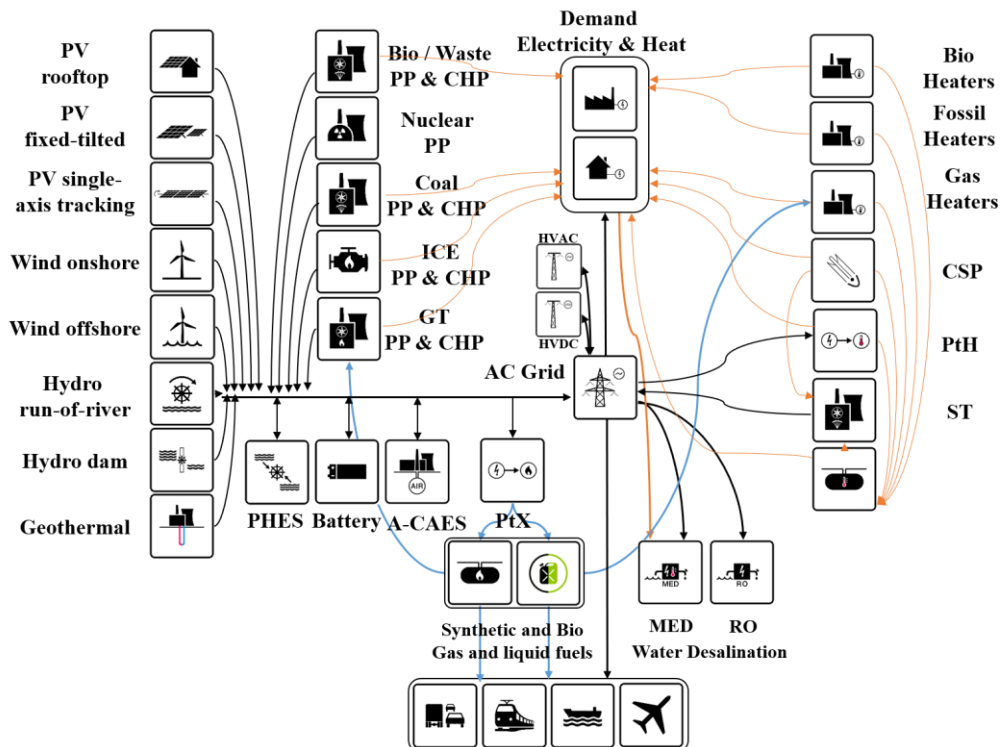 Demand
Electricity & Heat
PV
rooftop
PV
fixed-tilted
PV single-
axis tracking
Wind onshore
Wind offshore
Hydro
run-of-river
Hydro dam
Geothermal
Bio / Waste
PP & CHP
Nuclear
PP
Coal
PP & CHP
ICE
PP & CHP
GT
PP & CHP
HVAC
HVDC
AC Grid
Bio
Heaters
Fossil
Heaters
Gas
Heaters
CSP
PtH
ST
AIR
PHES
Battery
A-CAES
PtX
MED
RO
Synthetic and Bio
Gas and liquid fuels
MED
RO
Water Desalination